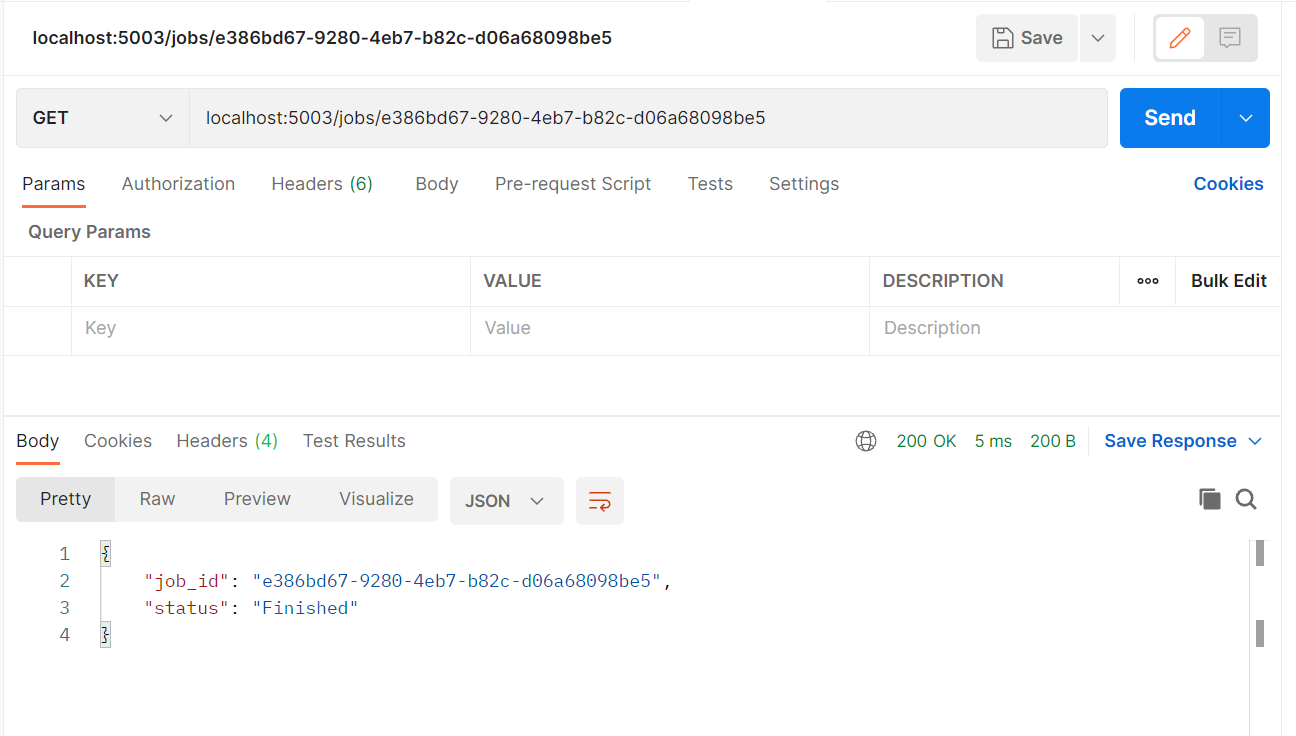 localhost:5003/jobs/e386bd67-9280-4eb7-b82c-d06a68098be5 Save
GET localhost:5003/jobs/e386bd67-9280-4eb7-b82c-d06a68098be5 Send
Params Authorization Headers (6) Body Pre-request Script Tests Settings Cookies
Query Params
KEY VALUE DESCRIPTION ooo Bulk Edit
Key Value Description
Body Cookies Headers (4) Test Results 200 OK 5 ms 200 B Save Response
Pretty Raw Preview Visualize JSON
1 {
2 "job_id": "e386bd67-9280-4eb7-b82c-d06a68098be5",
3 "status": "Finished"
4 }